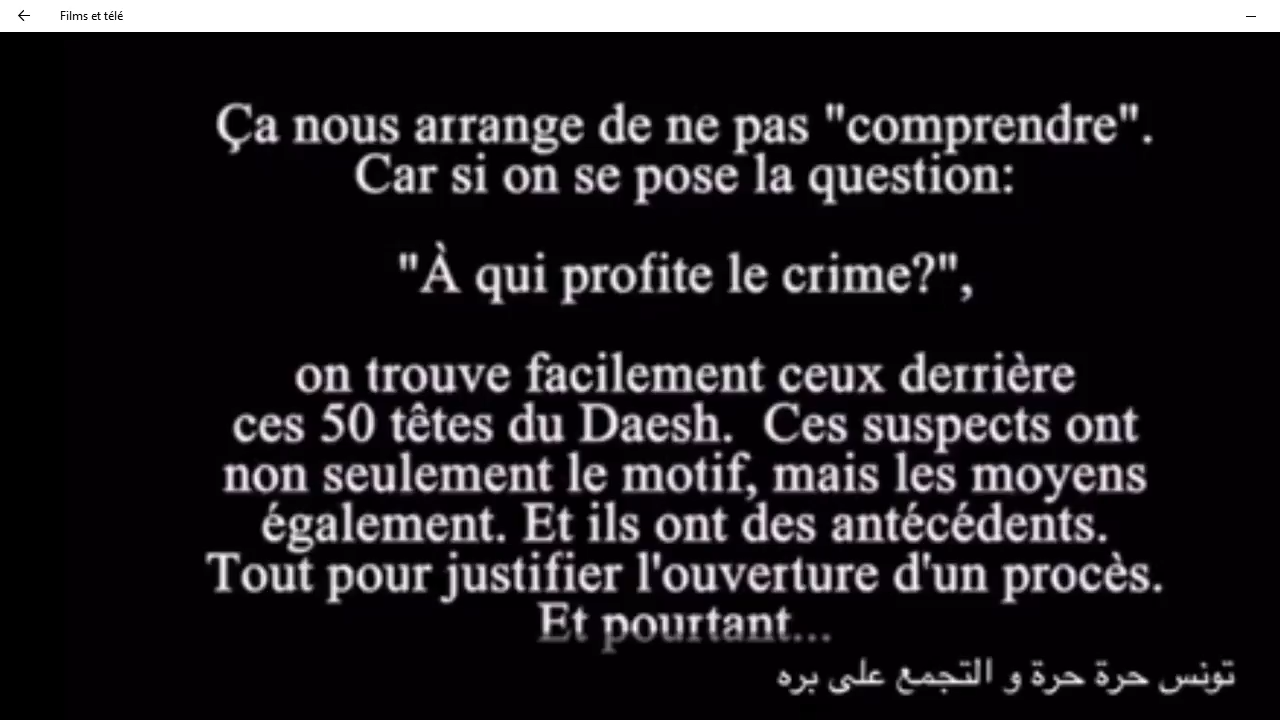 Films et télé
Ça nous arrange de ne pas "comprendre".
Car si on se pose la question:
"À qui profite le crime?",
on trouve facilement ceux derrière
ces 50 têtes du Daesh. Ces suspects ont
non seulement le motif, mais les moyens
également. Et ils ont des antécédents.
Tout pour justifier l'ouverture d'un procès.
Et pourtant...
تونس حرة حرة و التجمع على بره